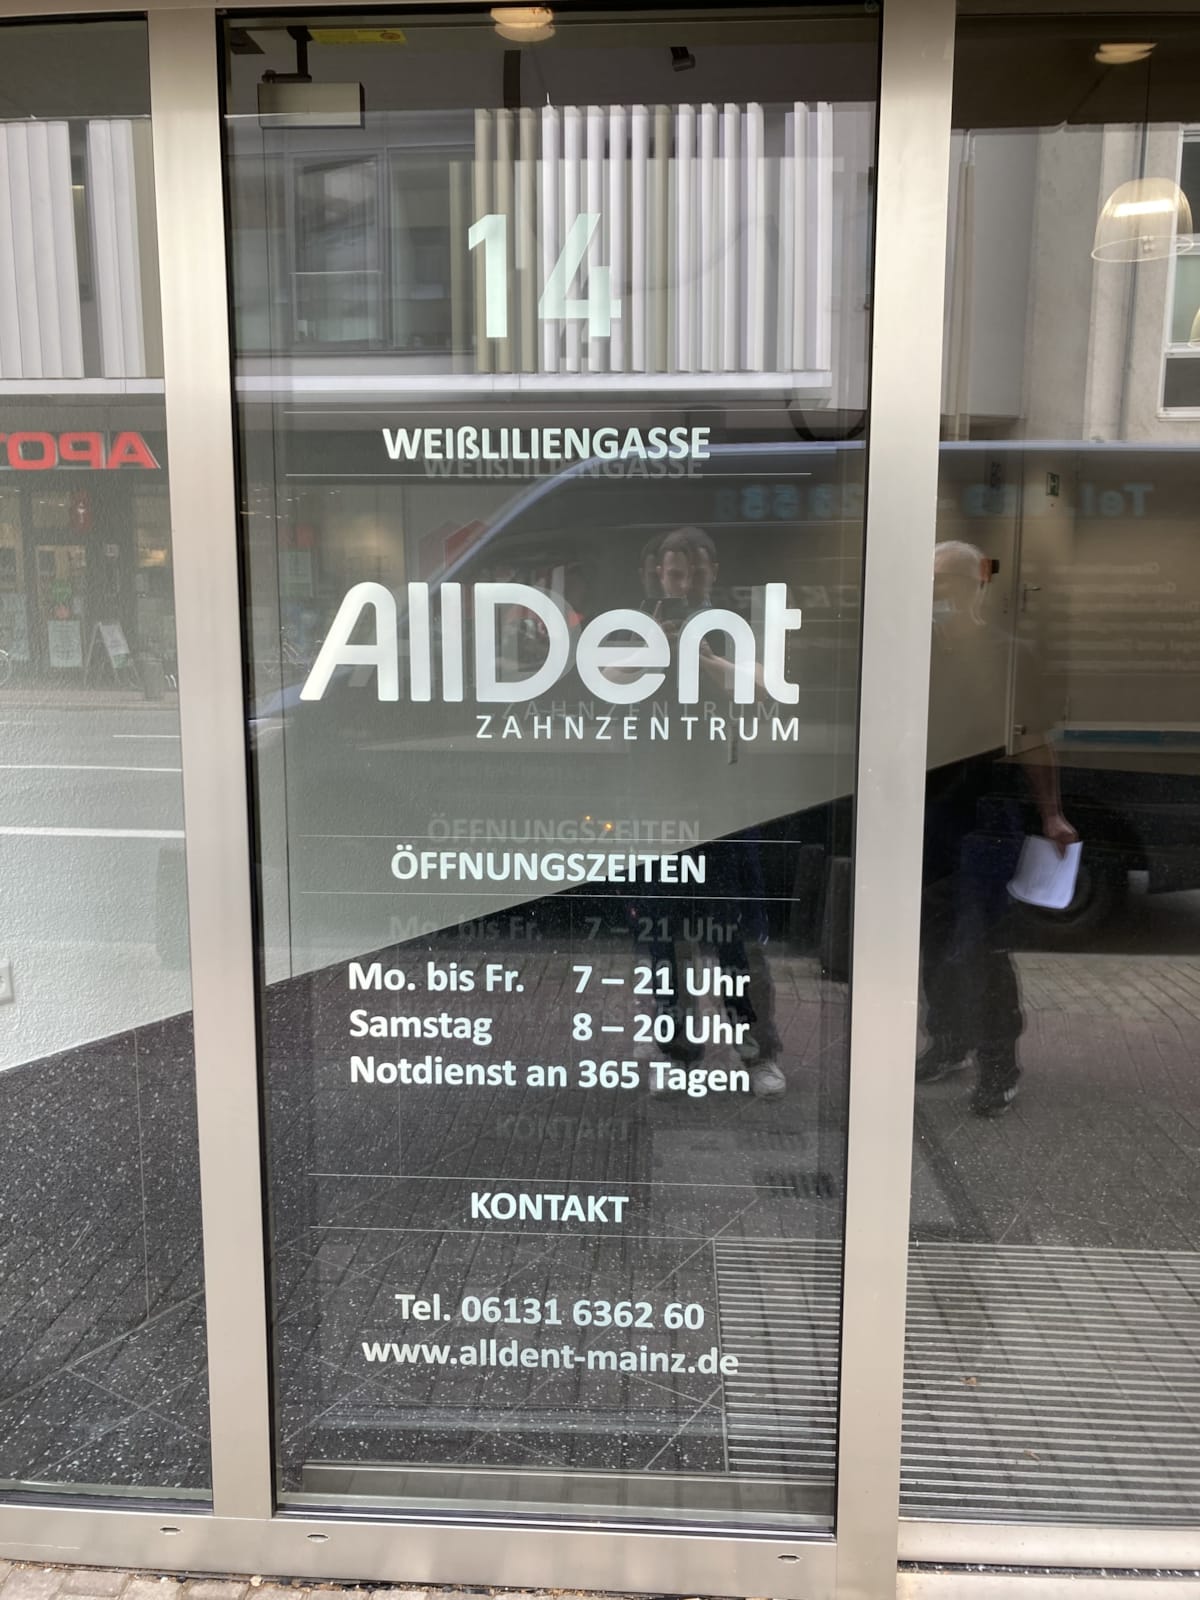 14
WEIßLILIENGASSE
AllDent
ZAHNZENTRUM
ÖFFNUNGSZEITEN
Mo. bis Fr. 7 – 21 Uhr
Samstag 8 – 20 Uhr
Notdienst an 365 Tagen
KONTAKT
Tel. 06131 6362 60
www.alldent-mainz.de
APOT